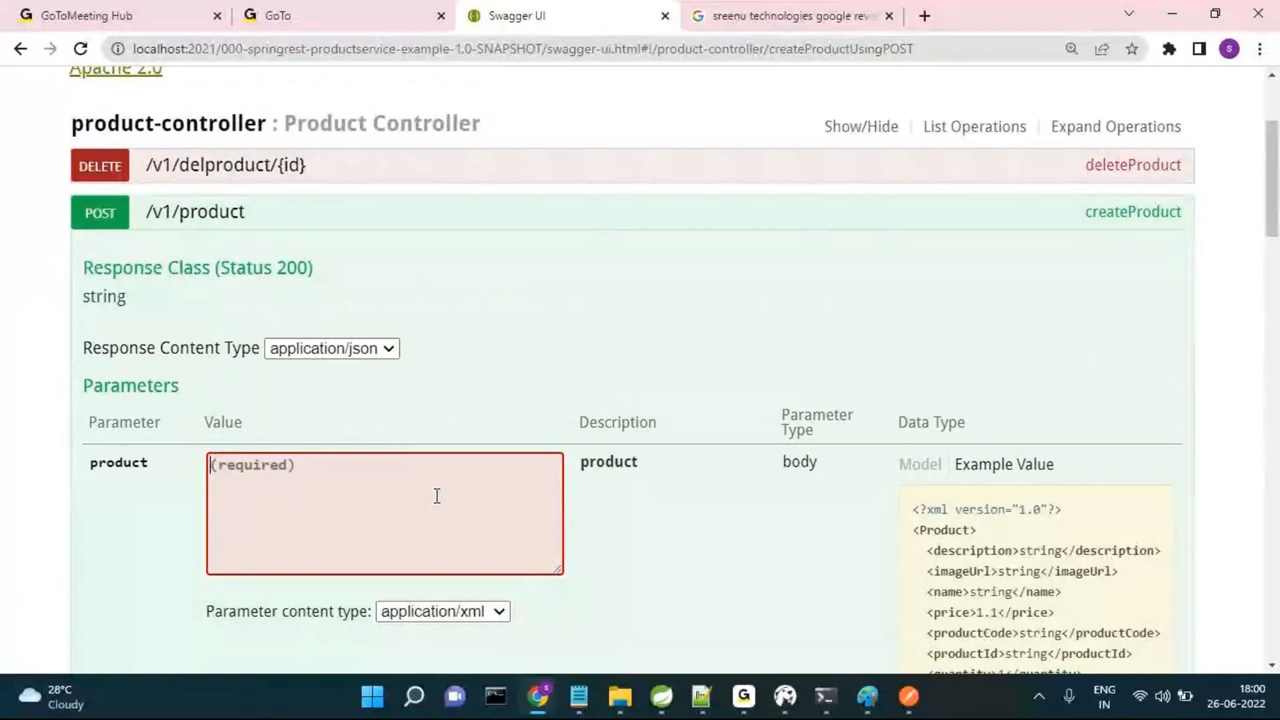 GoToMeeting Hub
GoTo
Swagger UI
sreenu technologies google revie
localhost:2021/000-springrest-productservice-example-1.0-SNAPSHOT/swagger-ui.html#!/product-controller/createProductUsingPOST
S
Apache 2.0
product-controller : Product Controller
Show/Hide
List Operations
Expand Operations
DELETE /v1/delproduct/{id} deleteProduct
POST /v1/product createProduct
Response Class (Status 200)
string
Response Content Type application/json
Parameters
Parameter Value Description Parameter Type Data Type
product (required) product body Model Example Value
<?xml version="1.0"?>
<Product>
<description>string</description>
<imageUrl>string</imageUrl>
<name>string</name>
<price>1.1</price>
<productCode>string</productCode>
<productId>string</productId>
<quantity>1</quantity>
Parameter content type: application/xml
28°C
Cloudy
ENG
IN
18:00
26-06-2022